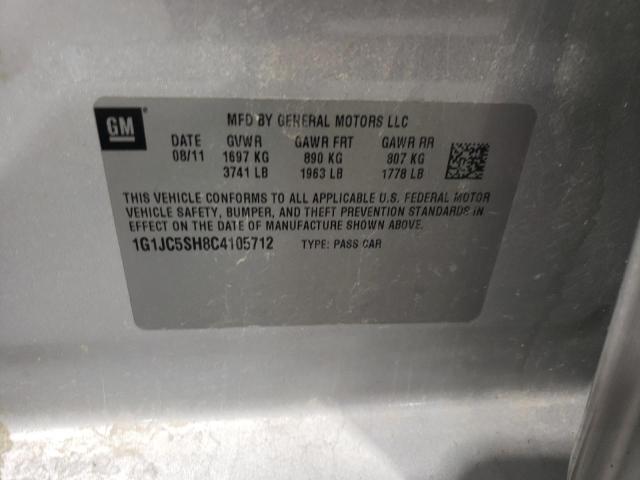 GM
MFD BY GENERAL MOTORS LLC
DATE GVWR GAWR FRT GAWR RR
08/11 1697 KG 890 KG 807 KG
3741 LB 1963 LB 1778 LB
THIS VEHICLE CONFORMS TO ALL APPLICABLE U.S. FEDERAL MOTOR
VEHICLE SAFETY, BUMPER, AND THEFT PREVENTION STANDARDS IN
EFFECT ON THE DATE OF MANUFACTURE SHOWN ABOVE.
1G1JC5SH8C4105712 TYPE: PASS CAR